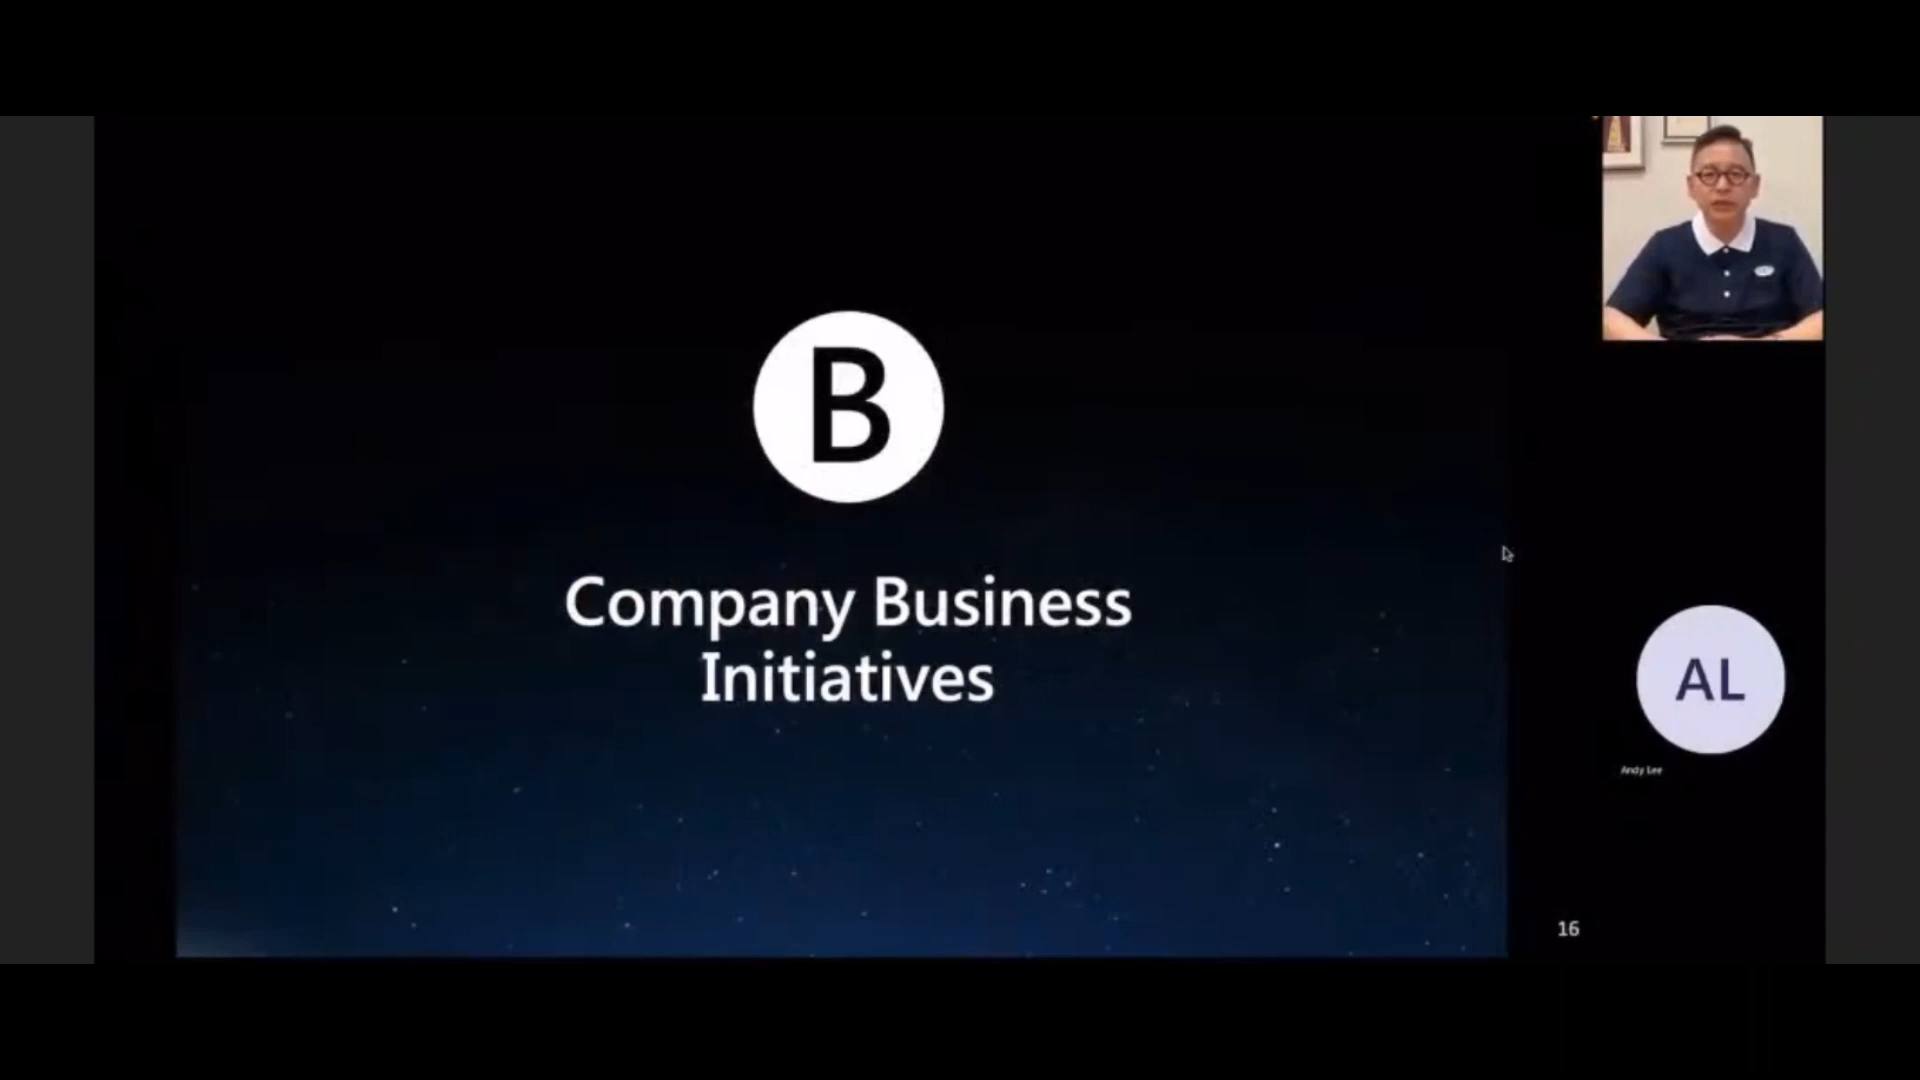 B
Company Business
Initiatives
AL
Andy Lee
16